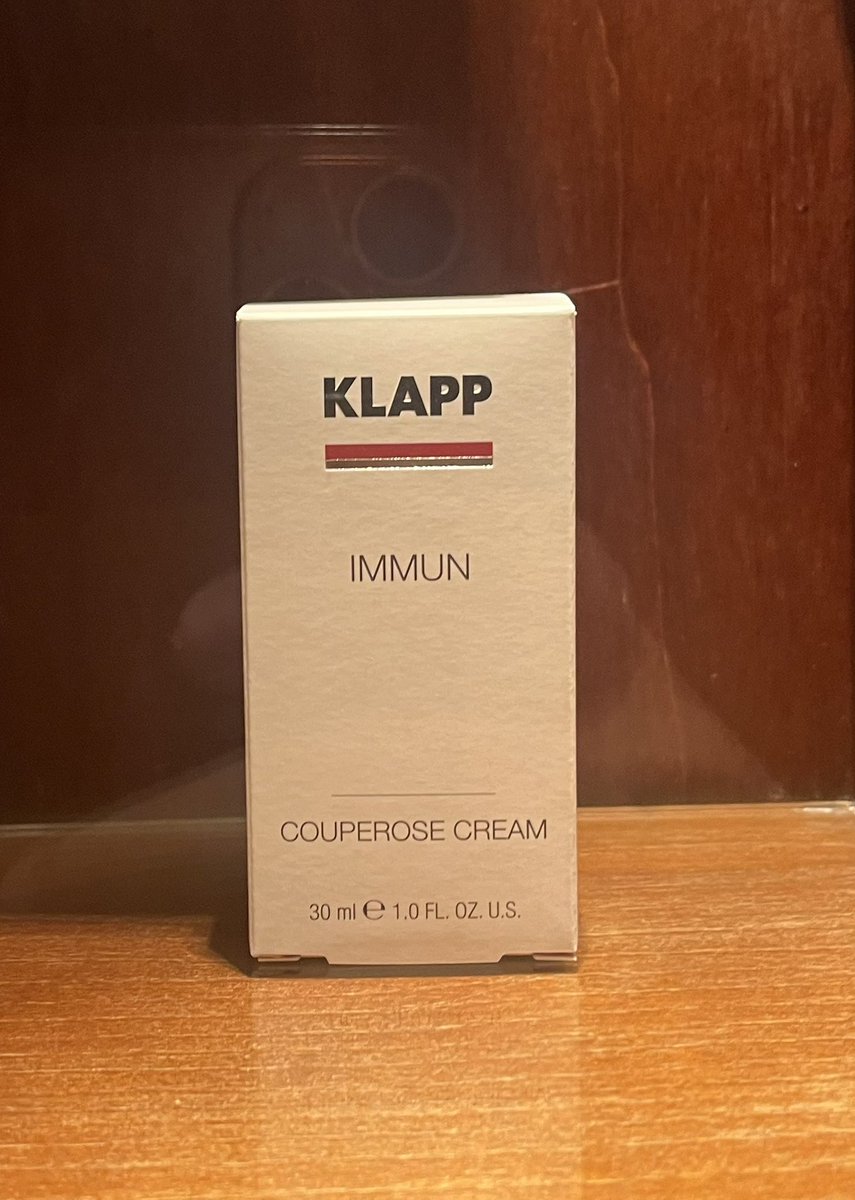 KLAPP
IMMUN
COUPEROSE CREAM
30 ml ℮ 1.0 FL. OZ. U.S.